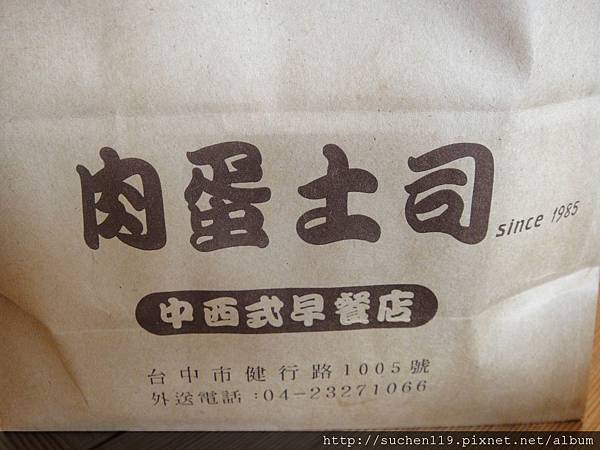 肉蛋土司
since 1985
中西式早餐店
台中市健行路1005號
外送電話:04-23271066
http://suchen119.pixnet.net/album